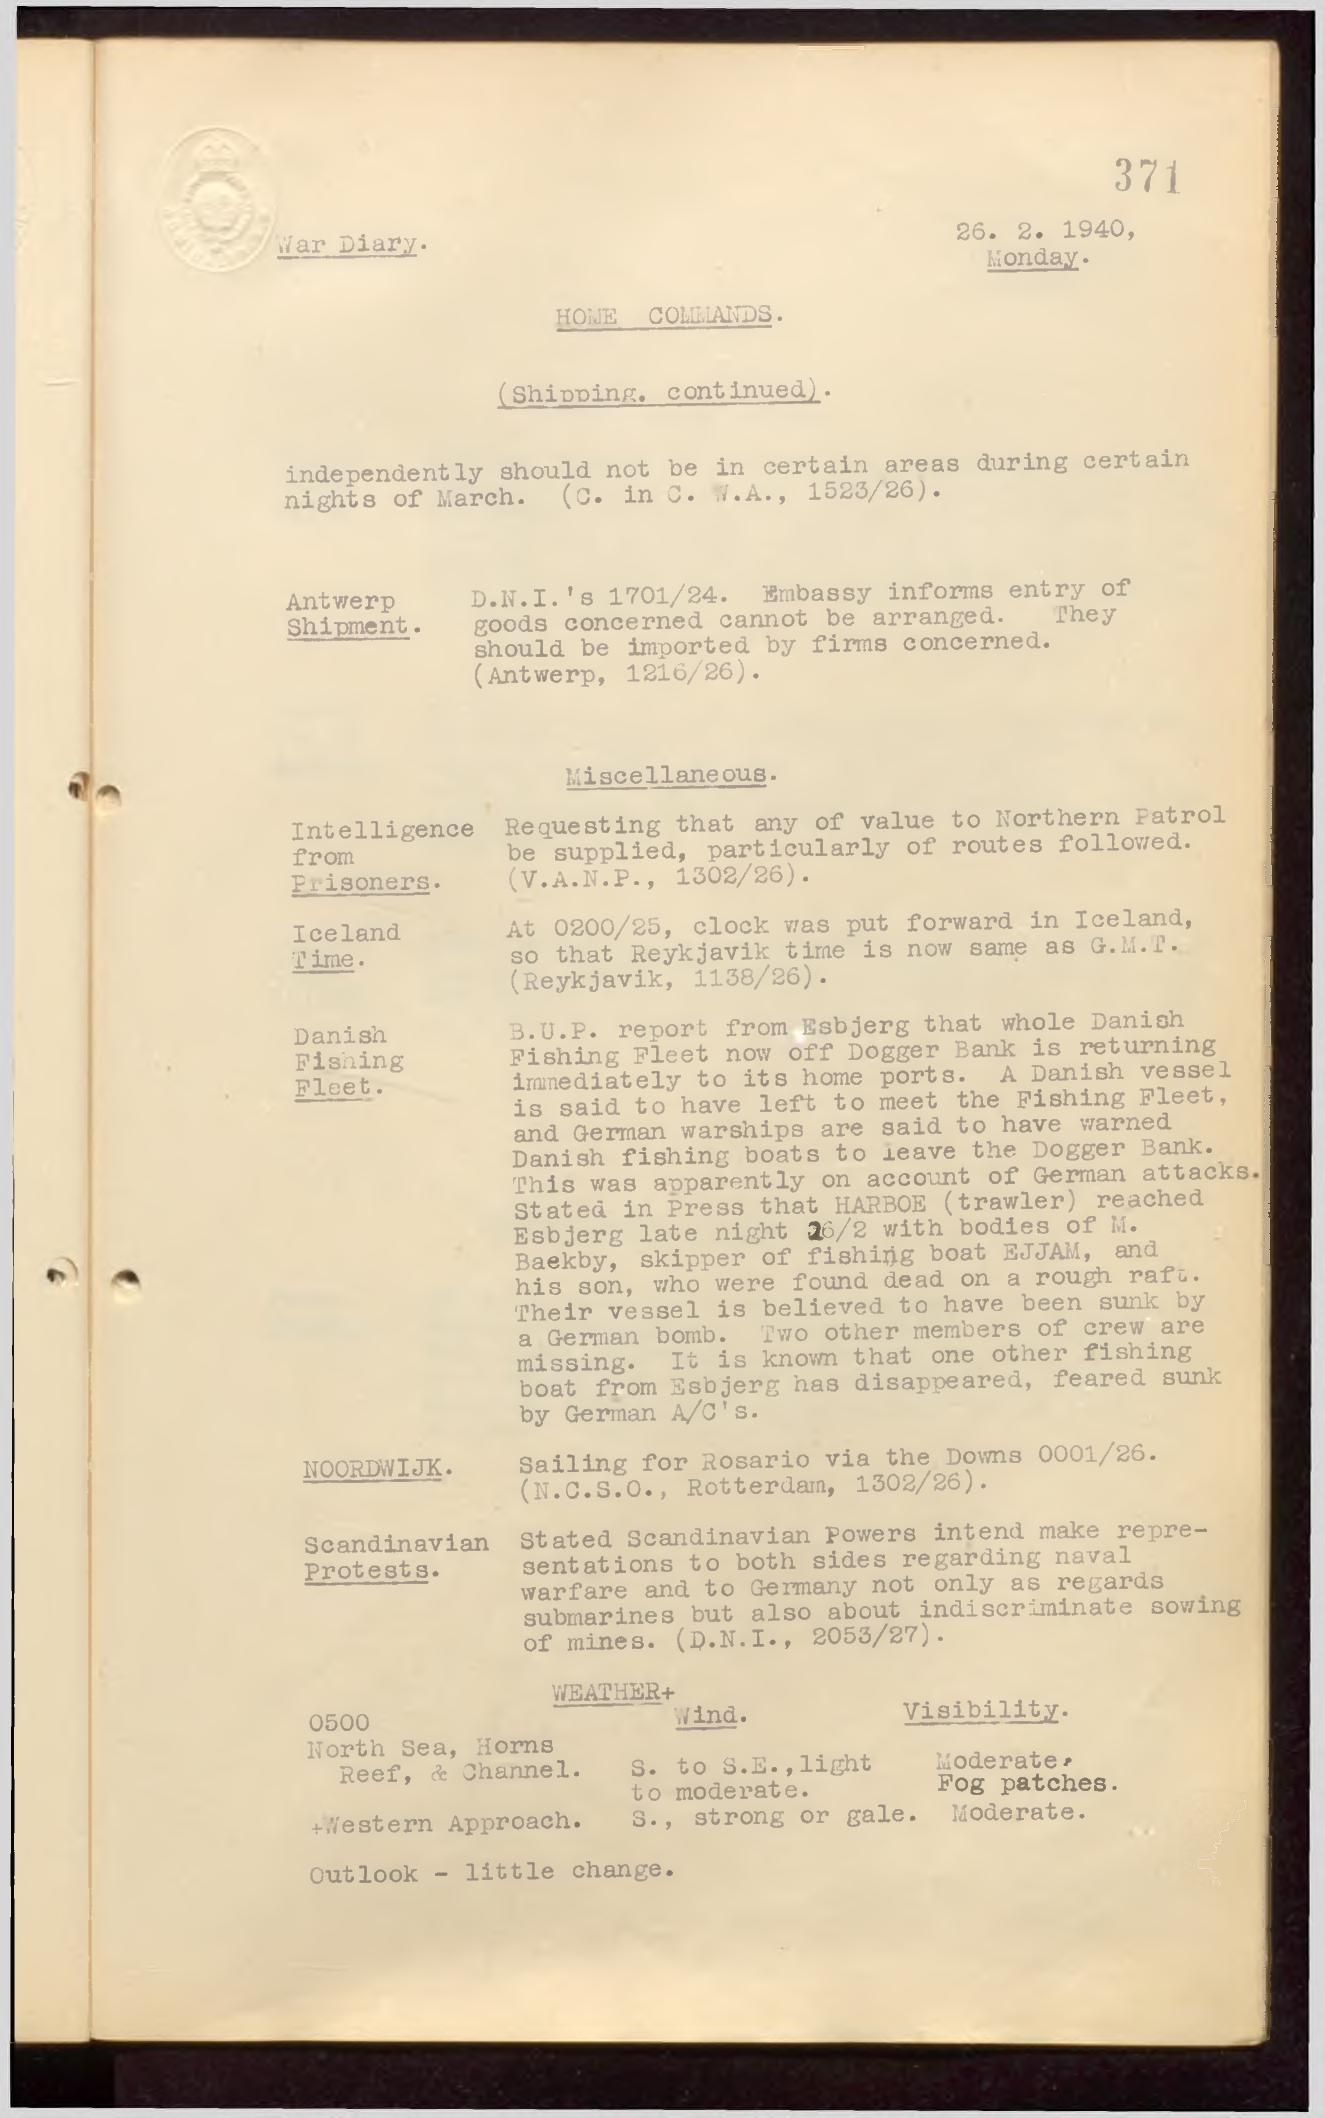 371
War Diary.
26. 2. 1940,
Monday.
HOME COMMANDS.
(Shipping, continued).
independently should not be in certain areas during certain
nights of March. (C. in C. W.A., 1523/26).
Antwerp
Shipment.
D.N.I.'s 1701/24. Embassy informs entry of
goods concerned cannot be arranged. They
should be imported by firms concerned.
(Antwerp, 1216/26).
Miscellaneous.
Intelligence
from
Prisoners.
Requesting that any of value to Northern Patrol
be supplied, particularly of routes followed.
(V.A.N.P., 1302/26).
Iceland
Time.
At 0200/25, clock was put forward in Iceland,
so that Reykjavik time is now same as G.M.T.
(Reykjavik, 1138/26).
Danish
Fishing
Fleet.
B.U.P. report from Esbjerg that whole Danish
Fishing Fleet now off Dogger Bank is returning
immediately to its home ports. A Danish vessel
is said to have left to meet the Fishing Fleet,
and German warships are said to have warned
Danish fishing boats to leave the Dogger Bank.
This was apparently on account of German attacks.
Stated in Press that HARBOE (trawler) reached
Esbjerg late night 26/2 with bodies of M.
Baekby, skipper of fishing boat EJJAM, and
his son, who were found dead on a rough raft.
Their vessel is believed to have been sunk by
a German bomb. Two other members of crew are
missing. It is known that one other fishing
boat from Esbjerg has disappeared, feared sunk
by German A/C's.
NOORDWIJK.
Sailing for Rosario via the Downs 0001/26.
(N.C.S.O., Rotterdam, 1302/26).
Scandinavian
Protests.
Stated Scandinavian Powers intend make repre-
sentations to both sides regarding naval
warfare and to Germany not only as regards
submarines but also about indiscriminate sowing
of mines. (D.N.I., 2053/27).
WEATHER+
0500 Wind. Visibility.
North Sea, Horns
Reef, & Channel. S. to S.E.,light Moderate,
to moderate. Fog patches.
+Western Approach. S., strong or gale. Moderate.
Outlook - little change.